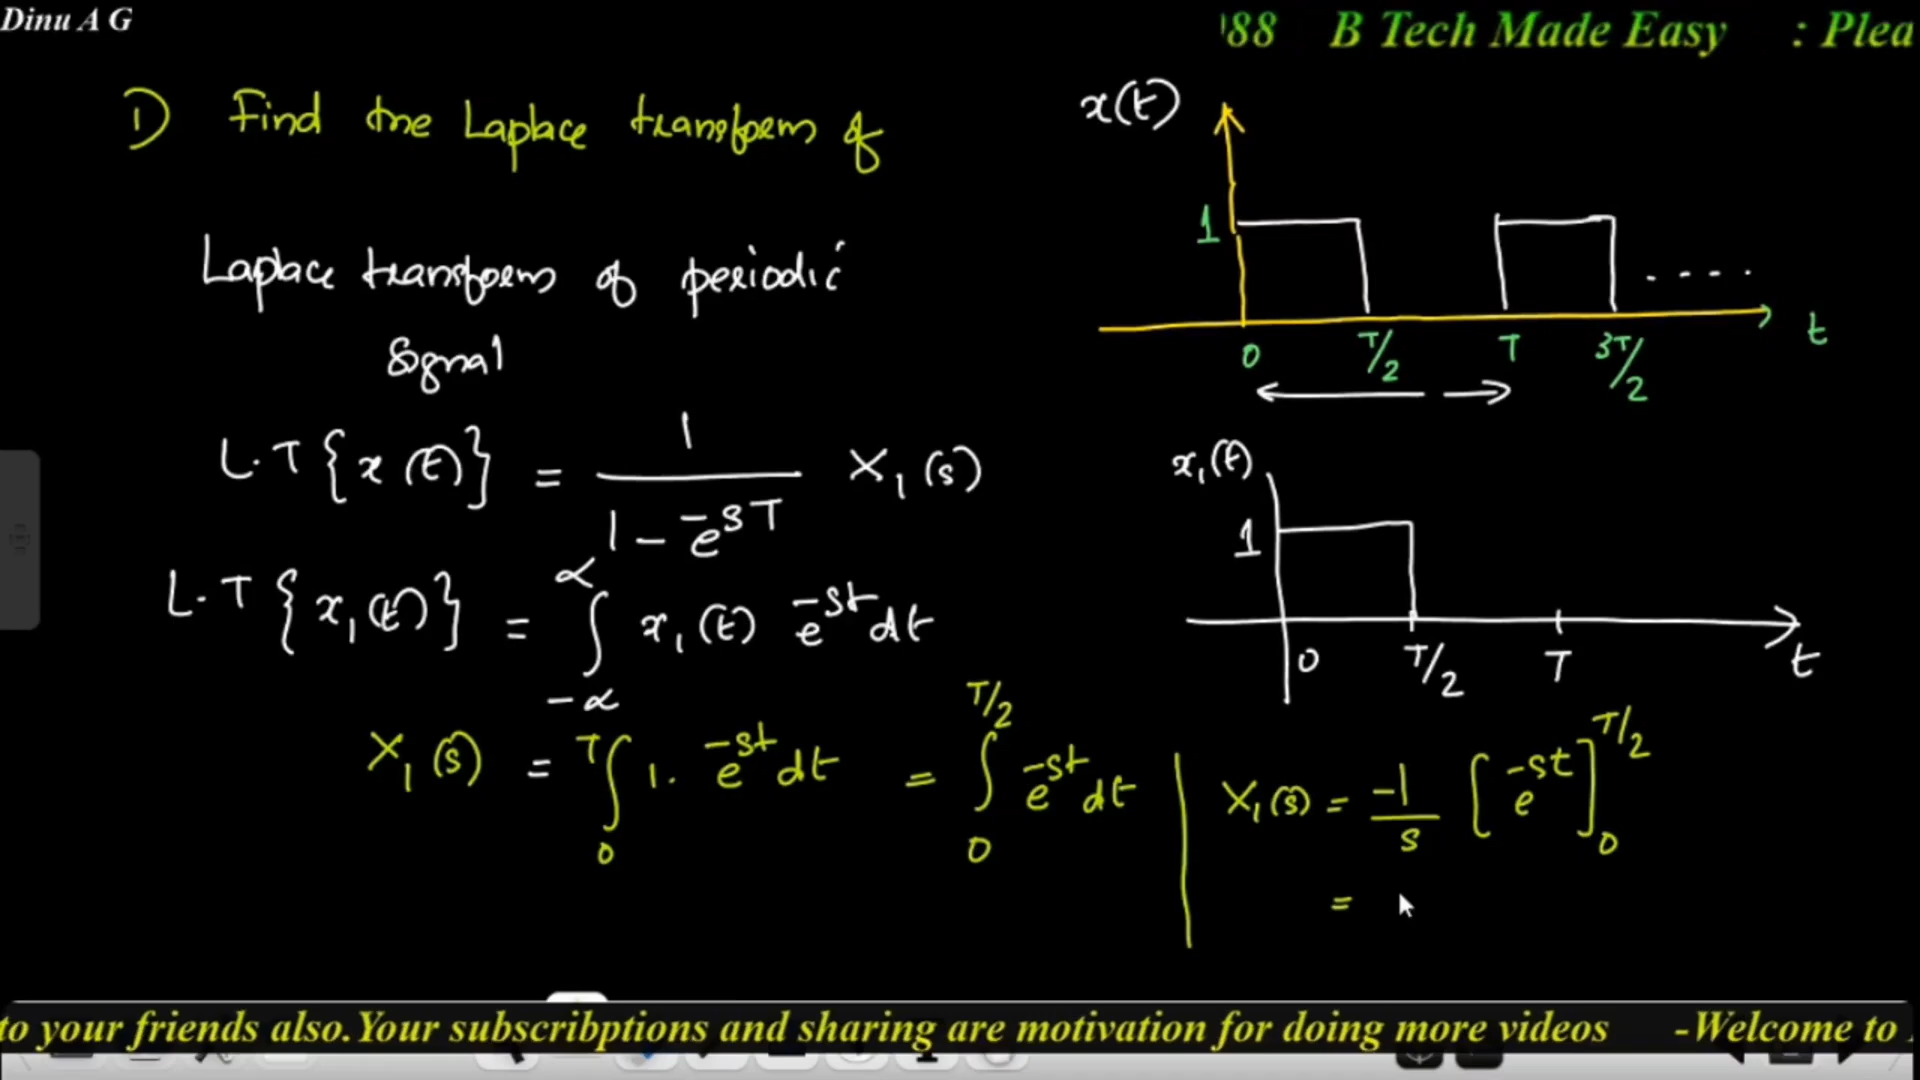 Dinu A G
'988 B Tech Made Easy : Plea
1) Find the Laplace transform of
Laplace transform of periodic
signal
L.T {x(t)} = 1 / (1 - e^-sT) X₁(s)
L.T {x₁(t)} = ∫_-α^α x₁(t) e^-st dt
X₁(s) = ∫_0^T 1. e^-st dt = ∫_0^T/2 e^-st dt
x(t)
1
0 T/2 T 3T/2 t
. . . .
x₁(t)
1
0 T/2 T t
X₁(s) = -1/s [e^-st]_0^T/2
=
to your friends also.Your subscribptions and sharing are motivation for doing more videos -Welcome to